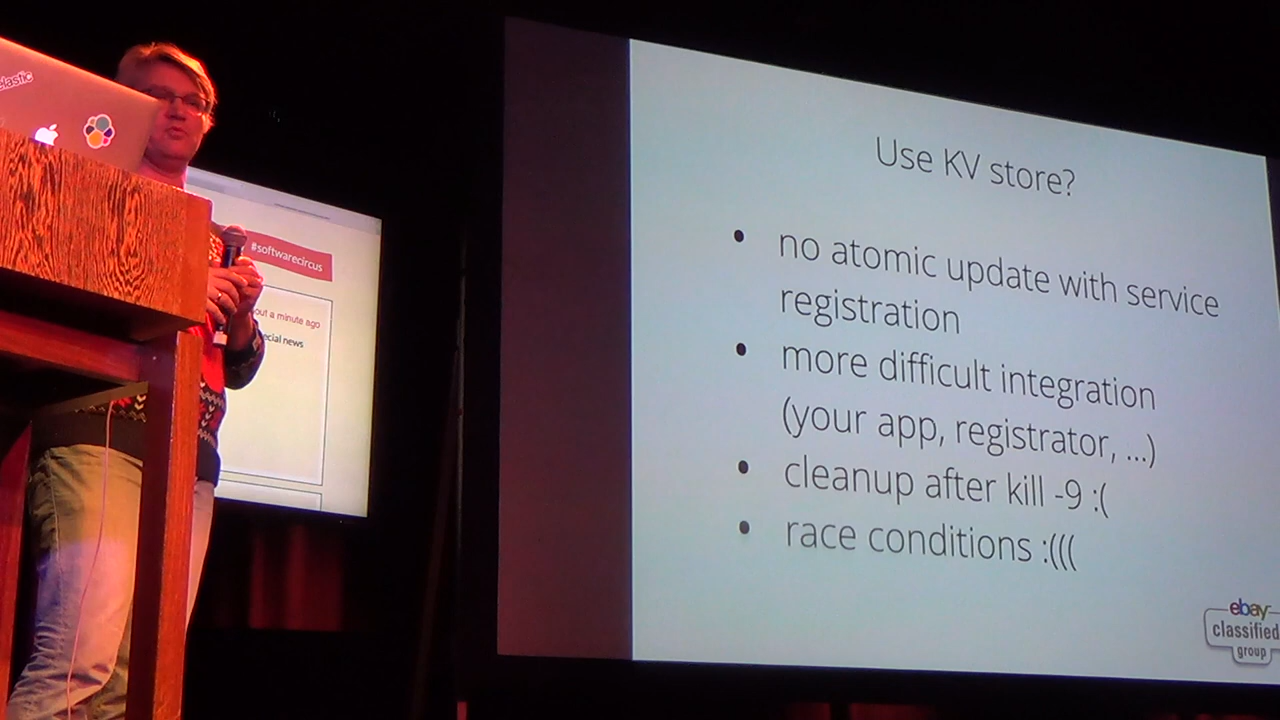 elastic
#softwarecircus
out a minute ago
ecial news
Use KV store?
• no atomic update with service
registration
• more difficult integration
(your app, registrator, ...)
• cleanup after kill -9 :(
• race conditions :(((
ebay
classified
group